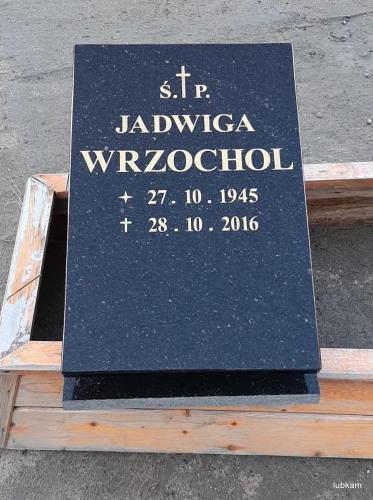 Ś.†P.
JADWIGA
WRZOCHOL
✦ 27.10.1945
† 28.10.2016
lubkam